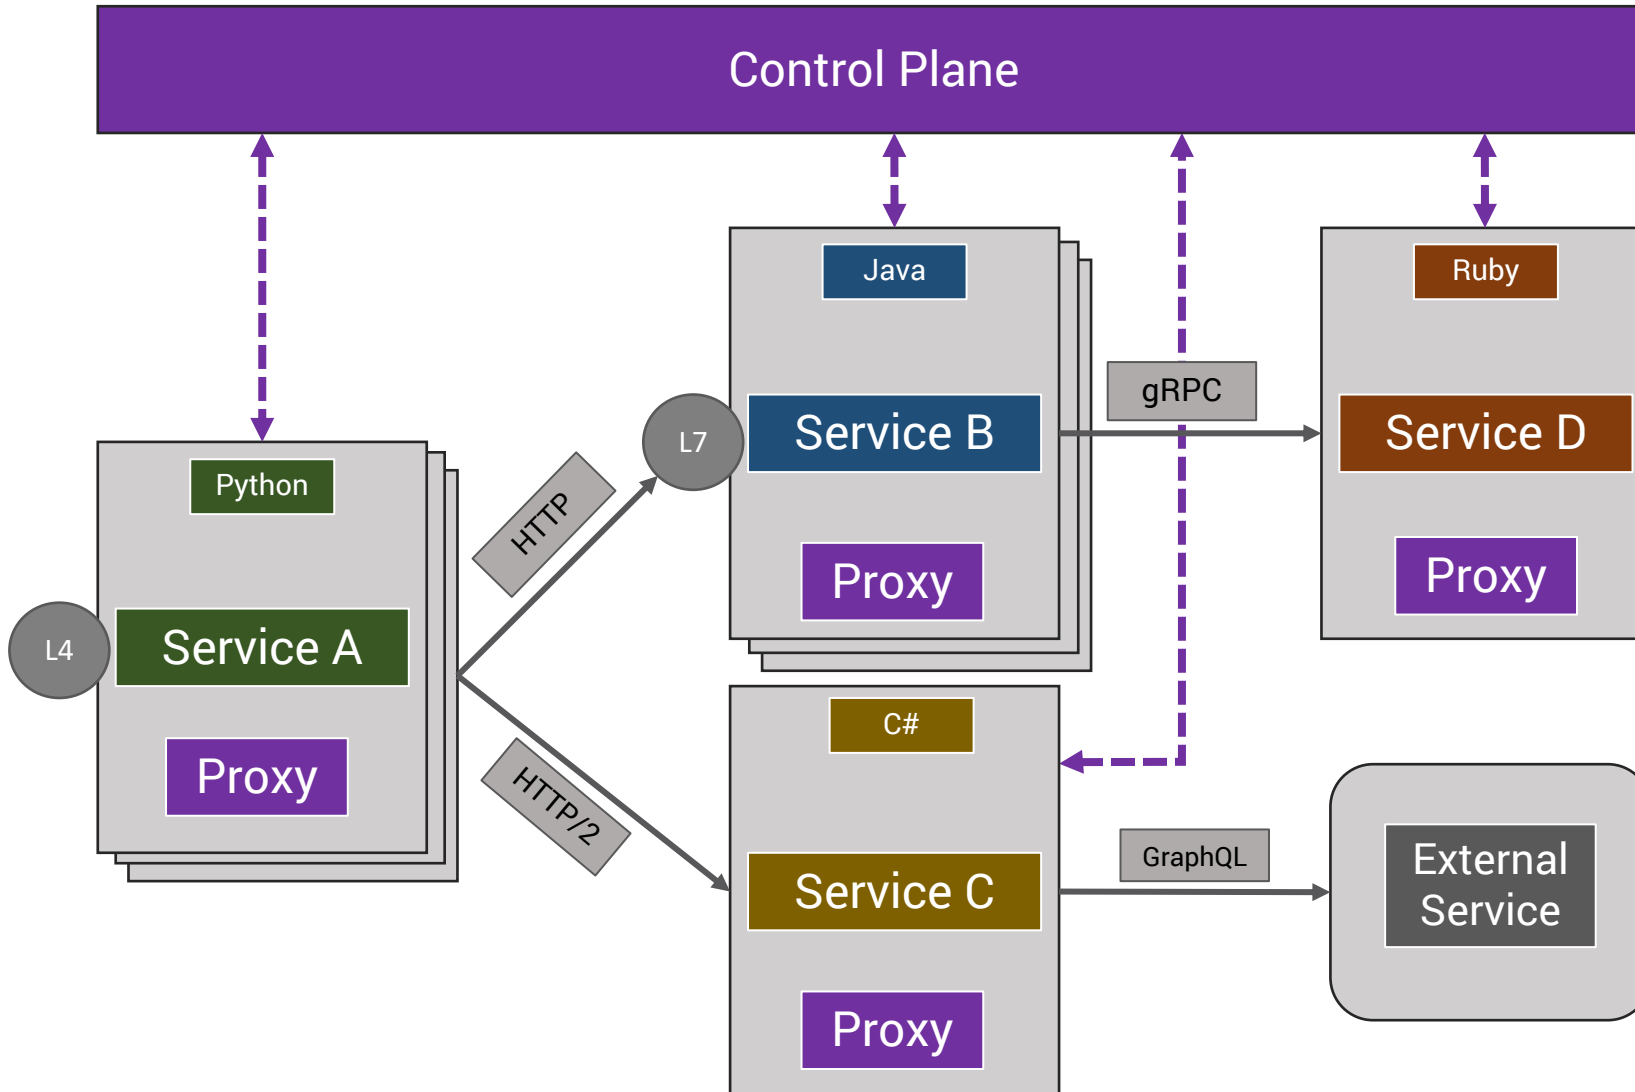 Control Plane
Java
Ruby
gRPC
L7
Service B
Service D
Python
HTTP
Proxy
Proxy
L4
Service A
C#
Proxy
HTTP/2
GraphQL
External
Service
Service C
Proxy